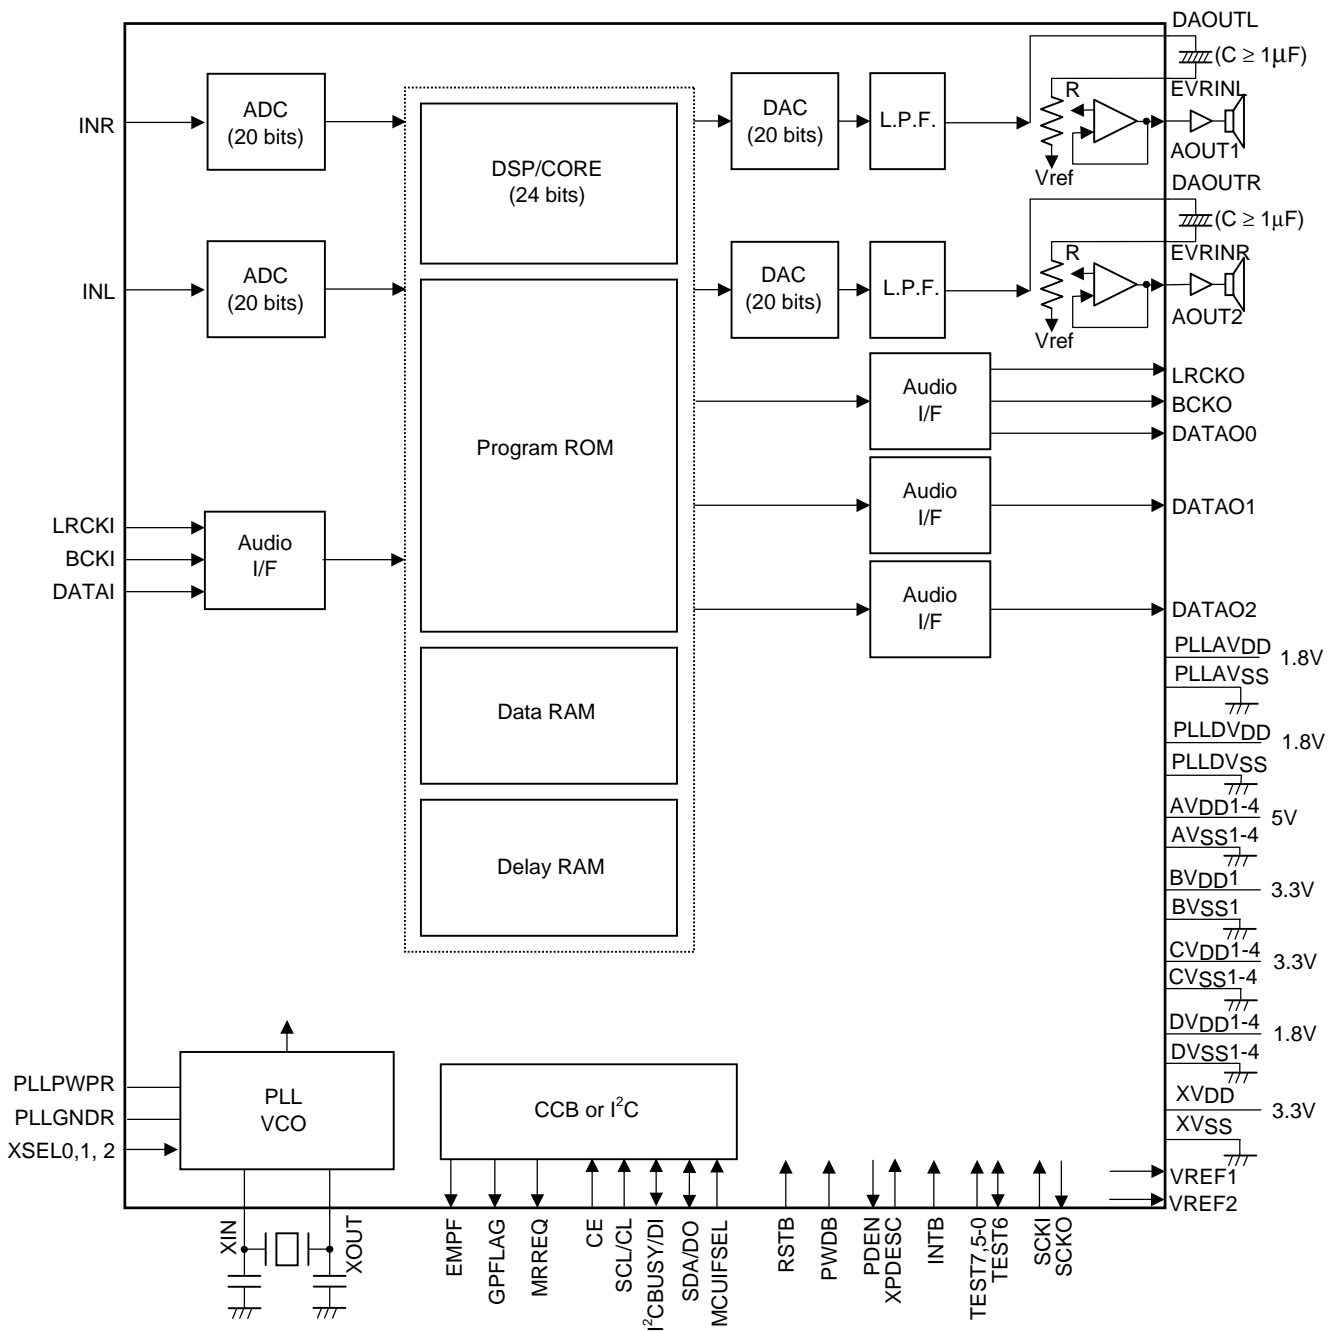 DAOUTL
(C ≥ 1μF)
EVRINL
AOUT1
INR
ADC
(20 bits)
DSP/CORE
(24 bits)
DAC
(20 bits)
L.P.F.
R
Vref
DAOUTR
(C ≥ 1μF)
EVRINR
AOUT2
INL
ADC
(20 bits)
DAC
(20 bits)
L.P.F.
R
Vref
Program ROM
Audio
I/F
LRCKO
BCKO
DATAO0
Audio
I/F
DATAO1
LRCKI
BCKI
DATAI
Audio
I/F
Audio
I/F
DATAO2
Data RAM
Delay RAM
PLLAVDD 1.8V
PLLAVSS
PLLDVDD 1.8V
PLLDVSS
AVDD1-4 5V
AVSS1-4
BVDD1 3.3V
BVSS1
CVDD1-4 3.3V
CVSS1-4
DVDD1-4 1.8V
DVSS1-4
XVDD 3.3V
XVSS
VREF1
VREF2
PLLPWPR
PLLGNDR
XSEL0,1, 2
PLL
VCO
CCB or I²C
XIN
XOUT
EMPF
GPFLAG
MRREQ
CE
SCL/CL
I²CBUSY/DI
SDA/DO
MCUIFSEL
RSTB
PWDB
PDEN
XPDESC
INTB
TEST7,5-0
TEST6
SCKI
SCKO